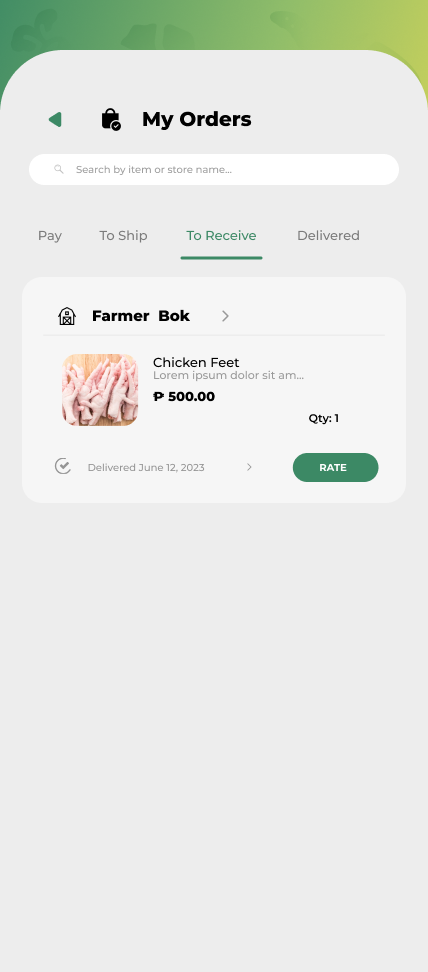 My Orders
Search by item or store name...
Pay To Ship To Receive Delivered
Farmer Bok
Chicken Feet
Lorem ipsum dolor sit am...
₱ 500.00
Qty: 1
Delivered June 12, 2023
RATE